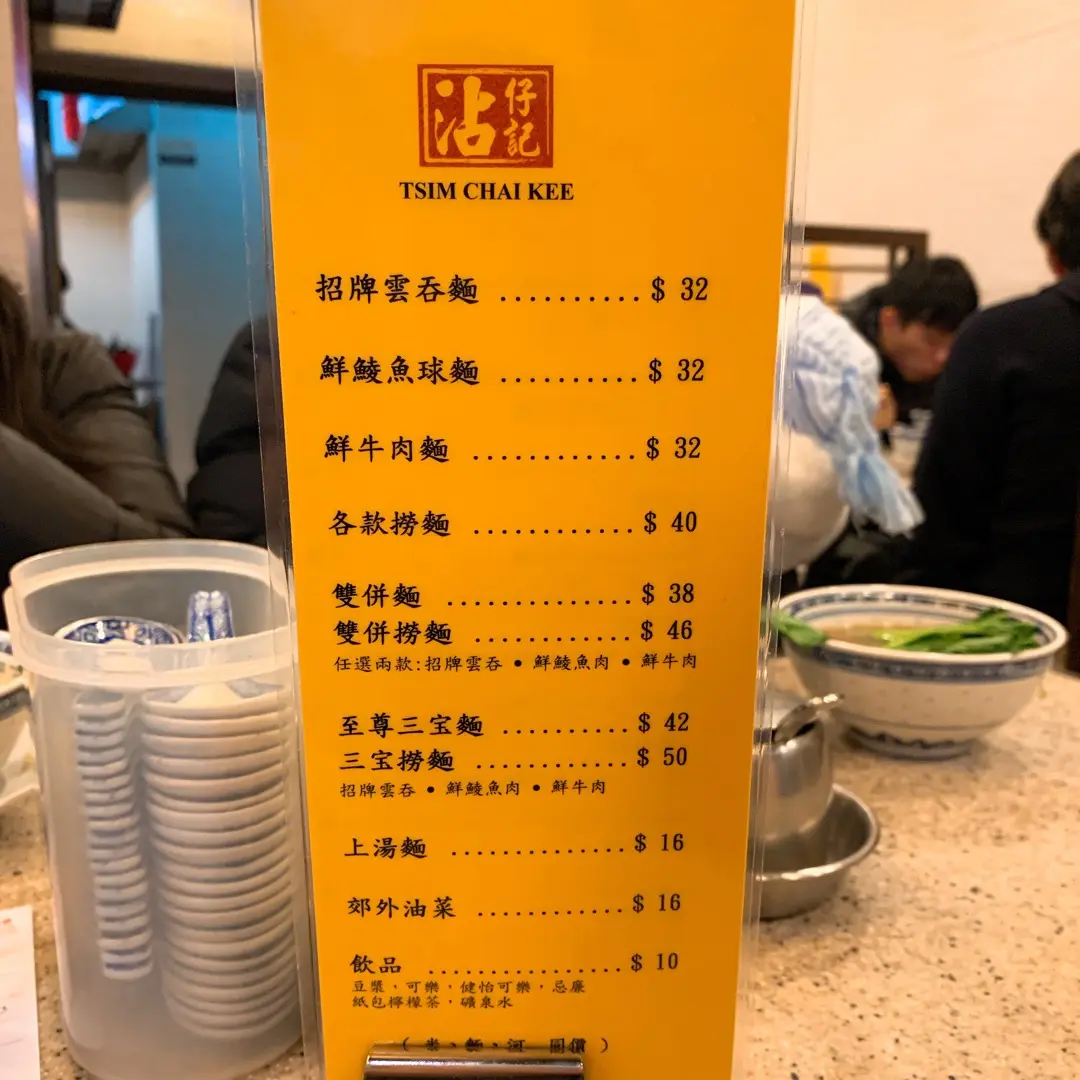 沾仔記
TSIM CHAI KEE
招牌雲吞麵 .......... $ 32
鮮鯪魚球麵 .......... $ 32
鮮牛肉麵 ............ $ 32
各款撈麵 ............ $ 40
雙併麵 .............. $ 38
雙併撈麵 ............ $ 46
任選兩款:招牌雲吞 • 鮮鯪魚肉 • 鮮牛肉
至尊三宝麵 .......... $ 42
三宝撈麵 ............ $ 50
招牌雲吞 • 鮮鯪魚肉 • 鮮牛肉
上湯麵 .............. $ 16
郊外油菜 ............ $ 16
飲品 ................ $ 10
豆漿，可樂，健怡可樂，忌廉
紙包檸檬茶，礦泉水